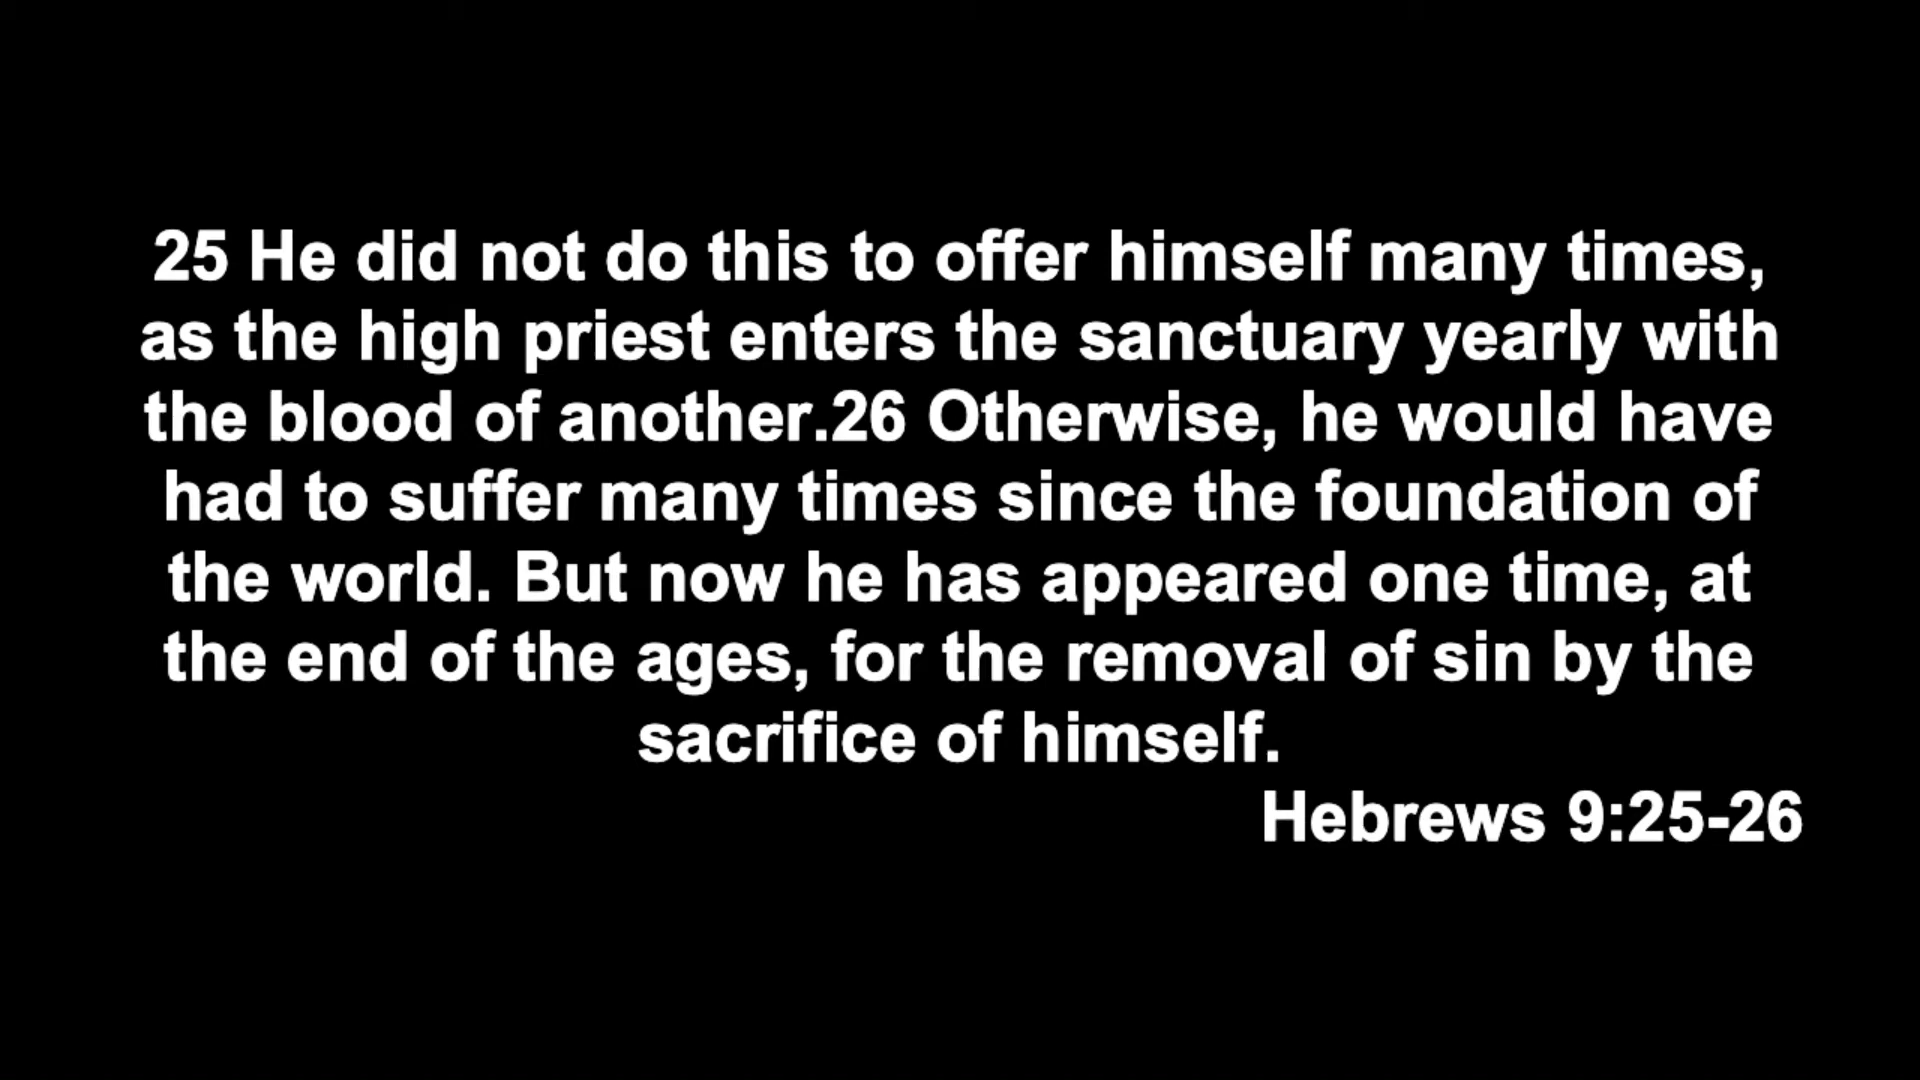 25 He did not do this to offer himself many times,
as the high priest enters the sanctuary yearly with
the blood of another.26 Otherwise, he would have
had to suffer many times since the foundation of
the world. But now he has appeared one time, at
the end of the ages, for the removal of sin by the
sacrifice of himself.
Hebrews 9:25-26